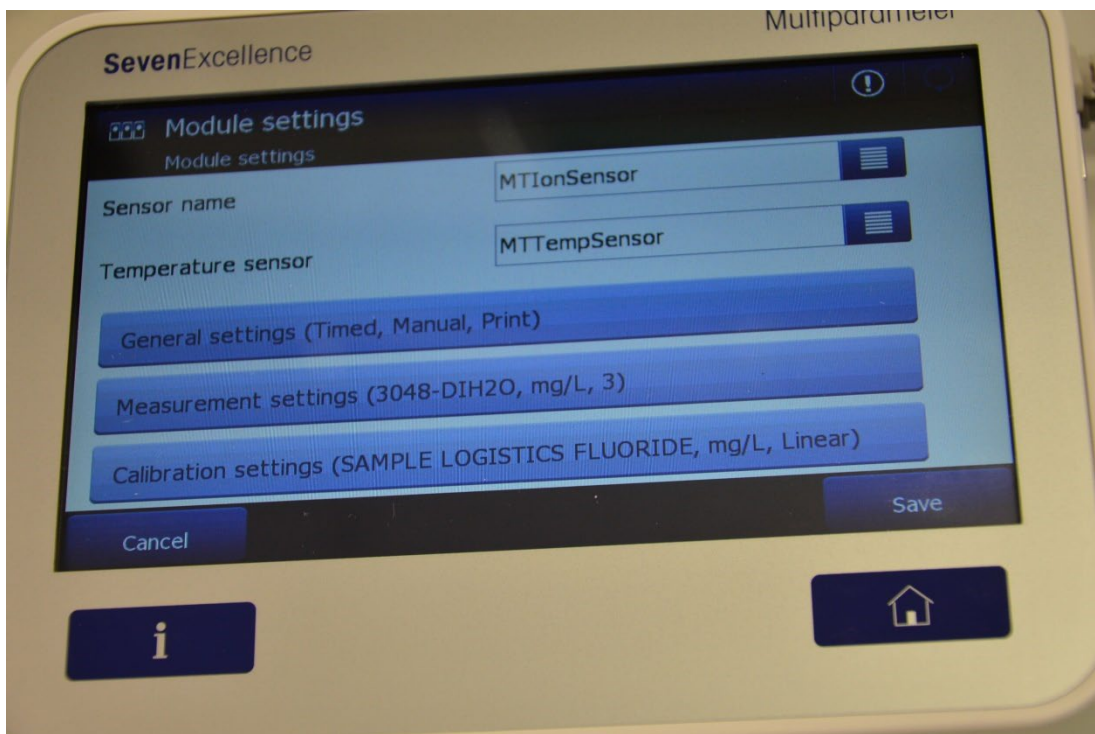 Multiparameter
SevenExcellence
Module settings
Module settings
Sensor name
MTIonSensor
Temperature sensor
MTTempSensor
General settings (Timed, Manual, Print)
Measurement settings (3048-DIH2O, mg/L, 3)
Calibration settings (SAMPLE LOGISTICS FLUORIDE, mg/L, Linear)
Cancel
Save
i